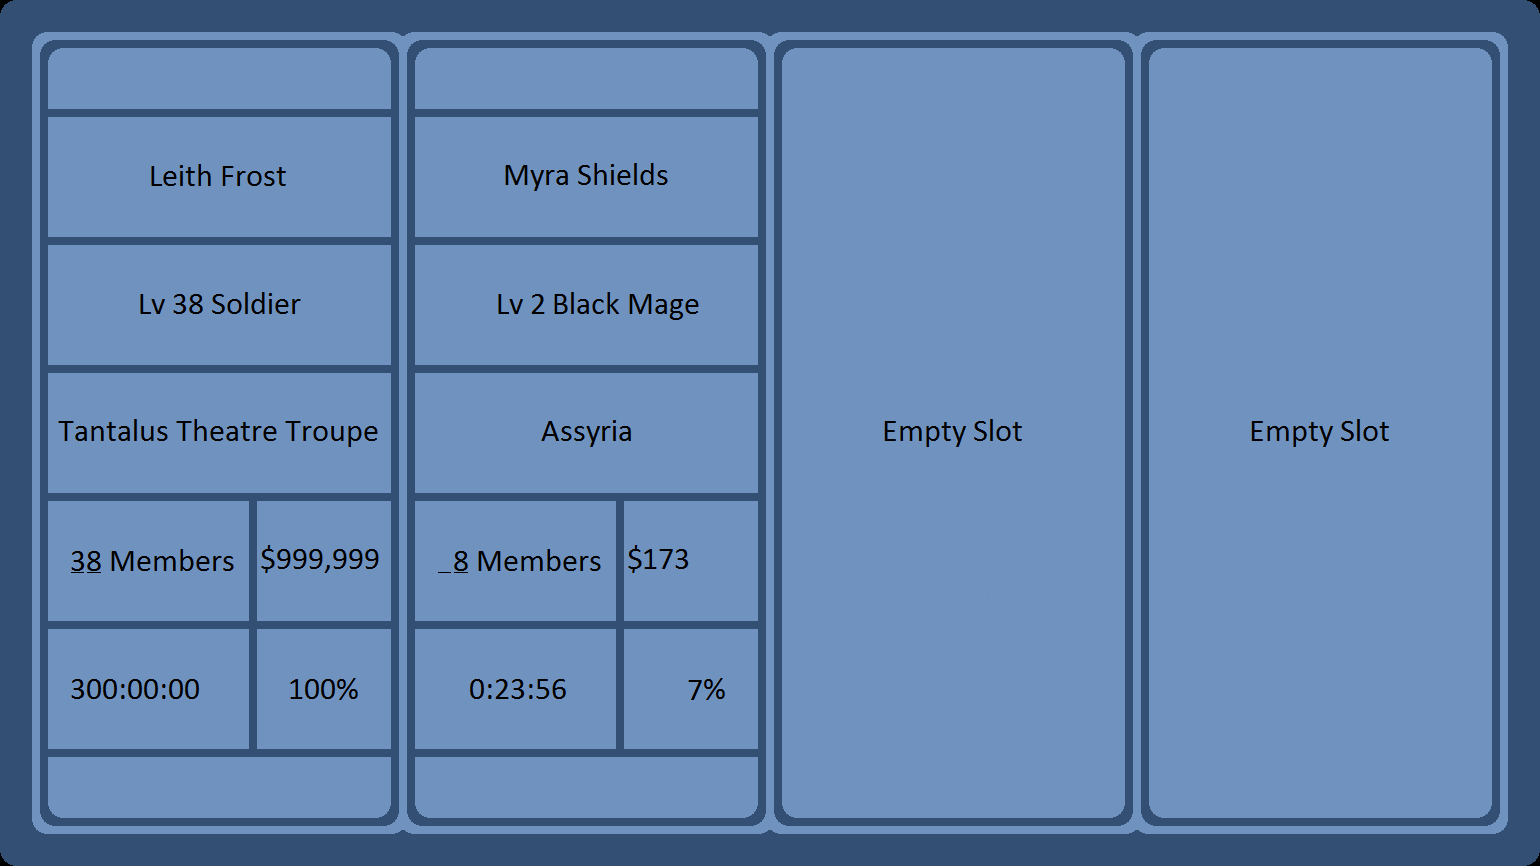 Leith Frost
Lv 38 Soldier
Tantalus Theatre Troupe
38 Members
$999,999
300:00:00
100%
Myra Shields
Lv 2 Black Mage
Assyria
_8 Members
$173
0:23:56
7%
Empty Slot
Empty Slot